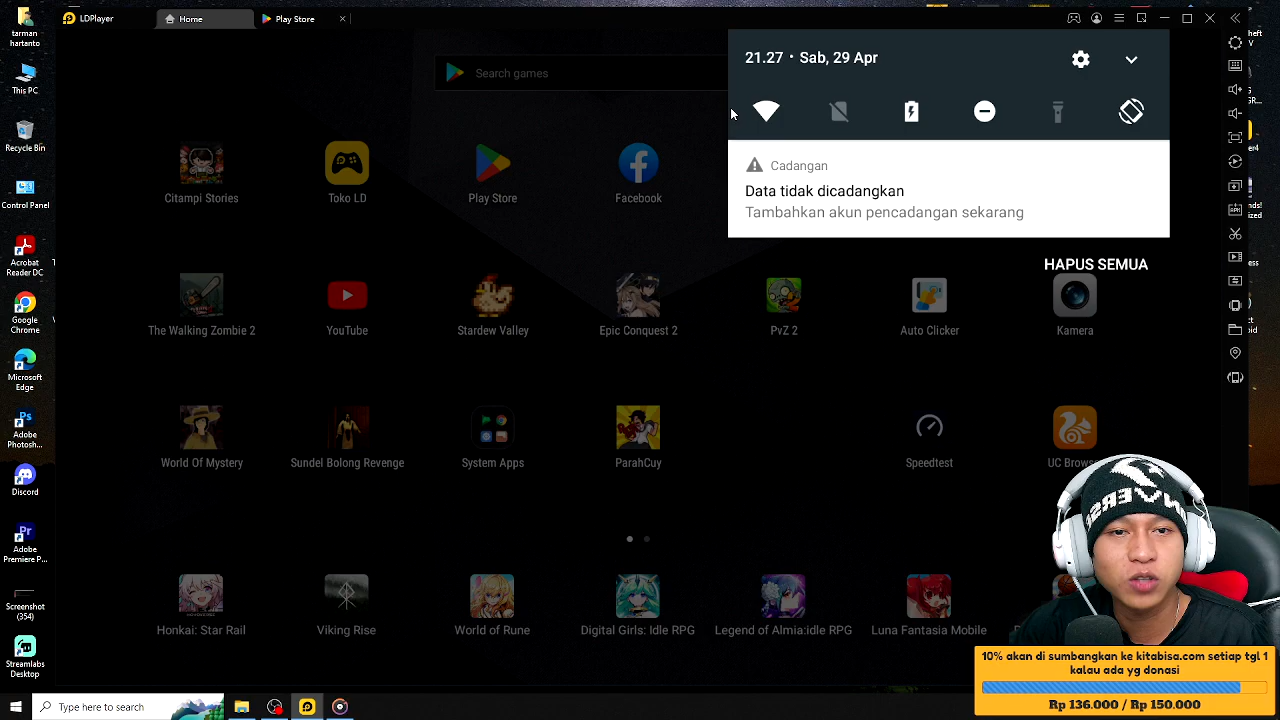 tarman
hartanto
LDPlayer
Home
Play Store
Search games
21.27 • Sab, 29 Apr
Cadangan
Data tidak dicadangkan
Tambahkan akun pencadangan sekarang
HAPUS SEMUA
Recycle Bin
Control Panel
Acrobat
Reader DC
Google
Chrome
Microsoft
Edge
Adobe
Photosh...
Discord
Adobe
Premiere P...
Screenshot
(354)
Streamlabs
Desktop
Citampi Stories
Toko LD
Play Store
Facebook
The Walking Zombie 2
YouTube
Stardew Valley
Epic Conquest 2
PvZ 2
Auto Clicker
Kamera
World Of Mystery
Sundel Bolong Revenge
System Apps
ParahCuy
Speedtest
UC Brows
Honkai: Star Rail
Viking Rise
World of Rune
Digital Girls: Idle RPG
Legend of Almia:idle RPG
Luna Fantasia Mobile
10% akan di sumbangkan ke kitabisa.com setiap tgl 1
kalau ada yg donasi
Rp 136.000 / Rp 150.000
Type here to search